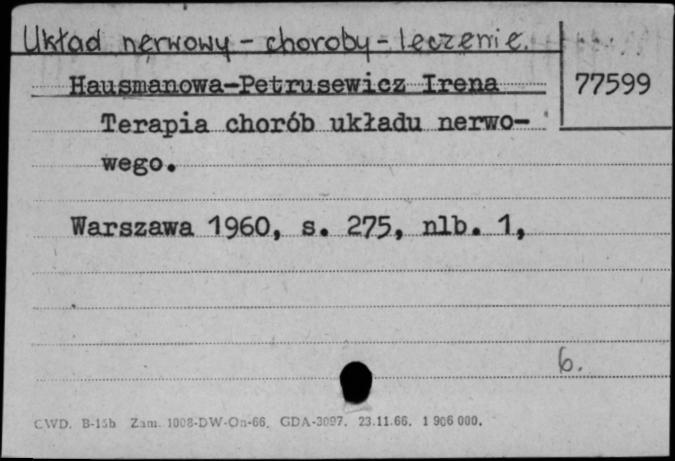 Układ nerwowy - choroby - leczenie.
Hausmanowa-Petrusewicz Irena
77599
Terapia chorób układu nerwo-
wego.
Warszawa 1960, s. 275, nlb. 1,
6.
CWD. B-15b Zam. 1008-DW-On-66. GDA-3097. 23.11.66. 1 906 000.